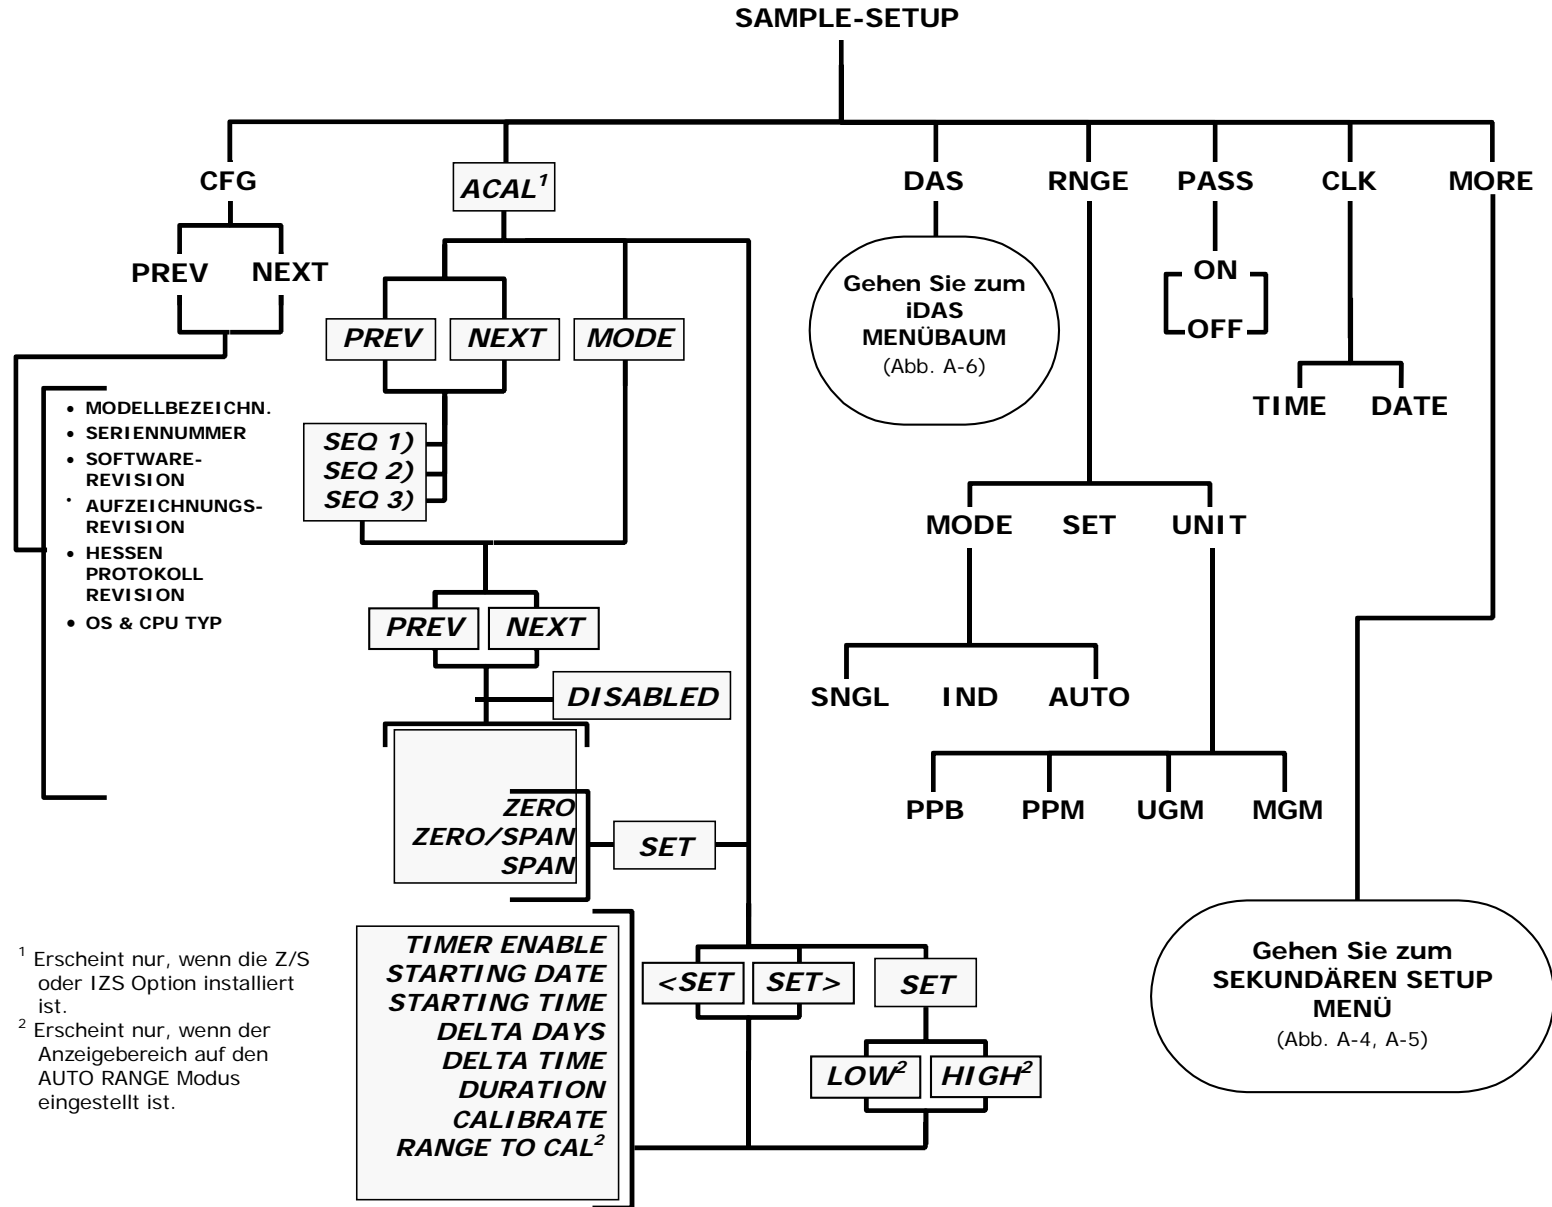 SAMPLE-SETUP
CFG
ACAL¹
DAS
RNGE
PASS
CLK
MORE
PREV
NEXT
Gehen Sie zum
iDAS
MENÜBAUM
(Abb. A-6)
ON
OFF
PREV
NEXT
MODE
TIME
DATE
• MODELLBEZEICHN.
• SERIENNUMMER
• SOFTWARE-
REVISION
• AUFZEICHNUNGS-
REVISION
• HESSEN
PROTOKOLL
REVISION
• OS & CPU TYP
SEQ 1)
SEQ 2)
SEQ 3)
MODE
SET
UNIT
PREV
NEXT
DISABLED
SNGL
IND
AUTO
PPB
PPM
UGM
MGM
ZERO
ZERO/SPAN
SPAN
SET
TIMER ENABLE
STARTING DATE
STARTING TIME
DELTA DAYS
DELTA TIME
DURATION
CALIBRATE
RANGE TO CAL²
<SET
SET>
SET
LOW²
HIGH²
Gehen Sie zum
SEKUNDÄREN SETUP
MENÜ
(Abb. A-4, A-5)
¹ Erscheint nur, wenn die Z/S
oder IZS Option installiert
ist.
² Erscheint nur, wenn der
Anzeigebereich auf den
AUTO RANGE Modus
eingestellt ist.